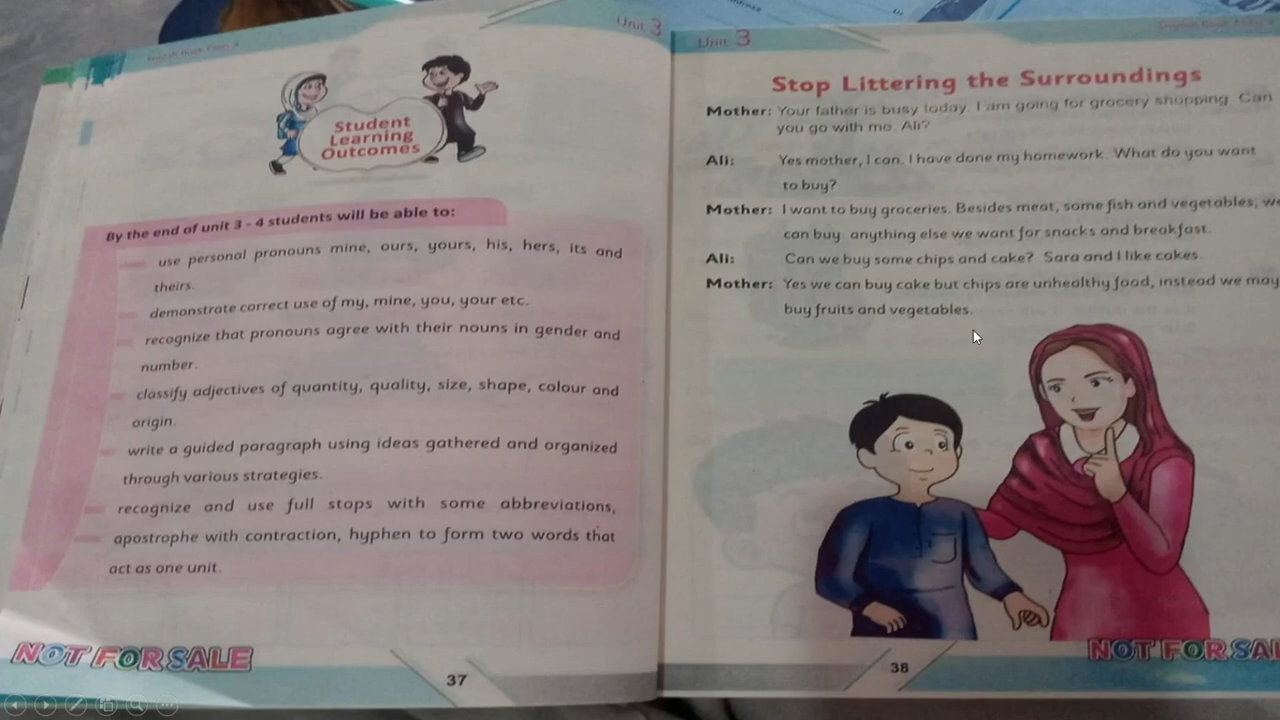 English Book
Unit 3
Student
Learning
Outcomes
By the end of unit 3 - 4 students will be able to:
use personal pronouns mine, ours, yours, his, hers, its and
theirs.
demonstrate correct use of my, mine, you, your etc.
recognize that pronouns agree with their nouns in gender and
number.
classify adjectives of quantity, quality, size, shape, colour and
origin.
write a guided paragraph using ideas gathered and organized
through various strategies.
recognize and use full stops with some abbreviations,
apostrophe with contraction, hyphen to form two words that
act as one unit.
NOT FOR SALE
37
Unit 3
English Book
Stop Littering the Surroundings
Mother: Your father is busy today. I am going for grocery shopping. Can
you go with me. Ali?
Ali: Yes mother, I can. I have done my homework. What do you want
to buy?
Mother: I want to buy groceries. Besides meat, some fish and vegetables, we
can buy anything else we want for snacks and breakfast.
Ali: Can we buy some chips and cake? Sara and I like cakes.
Mother: Yes we can buy cake but chips are unhealthy food, instead we may
buy fruits and vegetables.
NOT FOR SAL
38